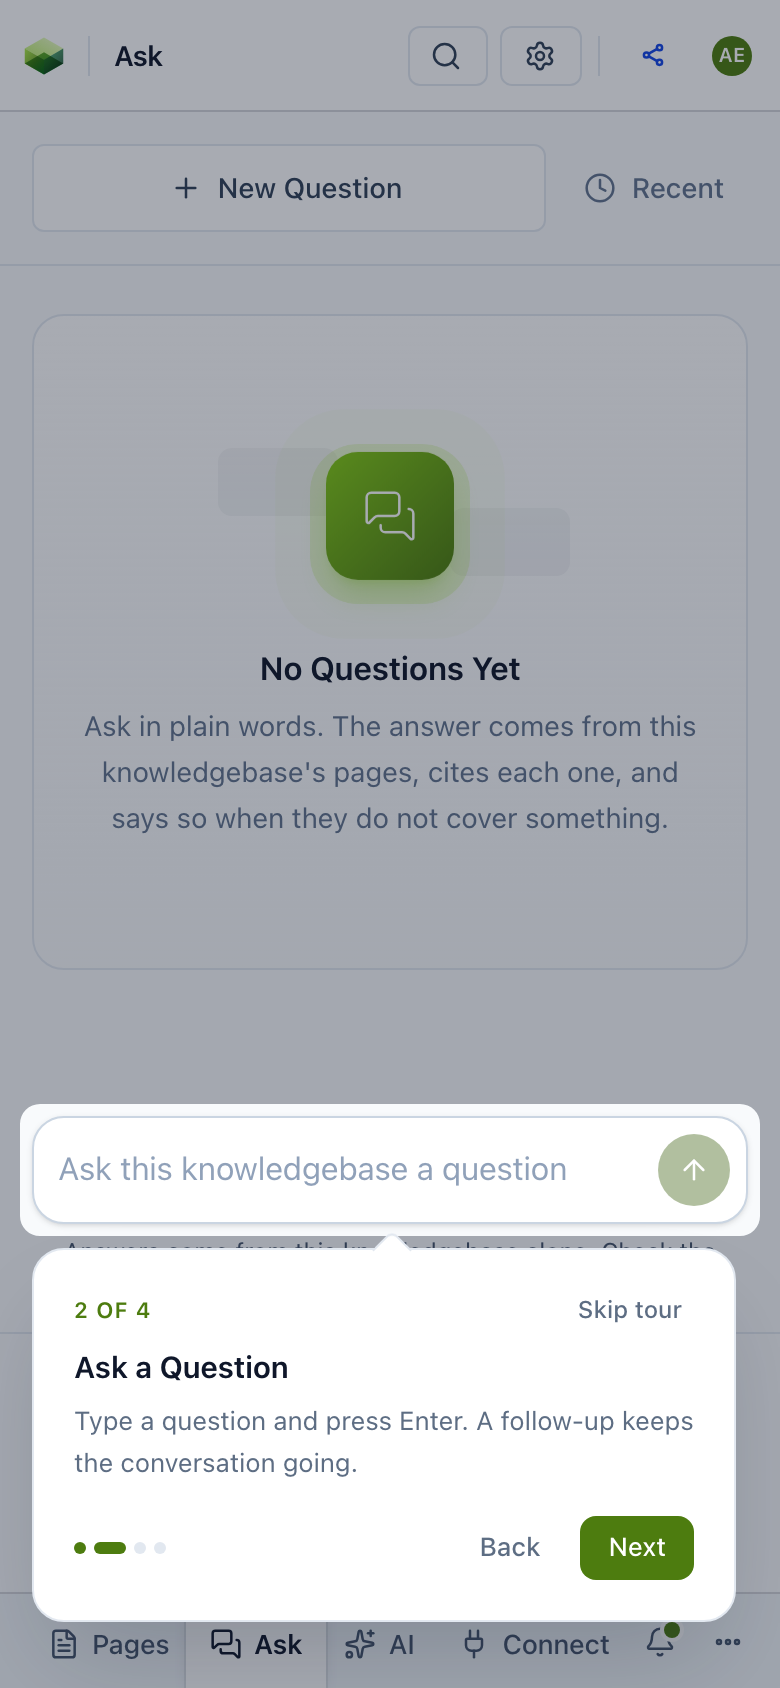 Ask
AE
New Question
Recent
No Questions Yet
Ask in plain words. The answer comes from this
knowledgebase's pages, cites each one, and
says so when they do not cover something.
Ask this knowledgebase a question
2 OF 4
Skip tour
Ask a Question
Type a question and press Enter. A follow-up keeps
the conversation going.
Back
Next
Pages
Ask
AI
Connect